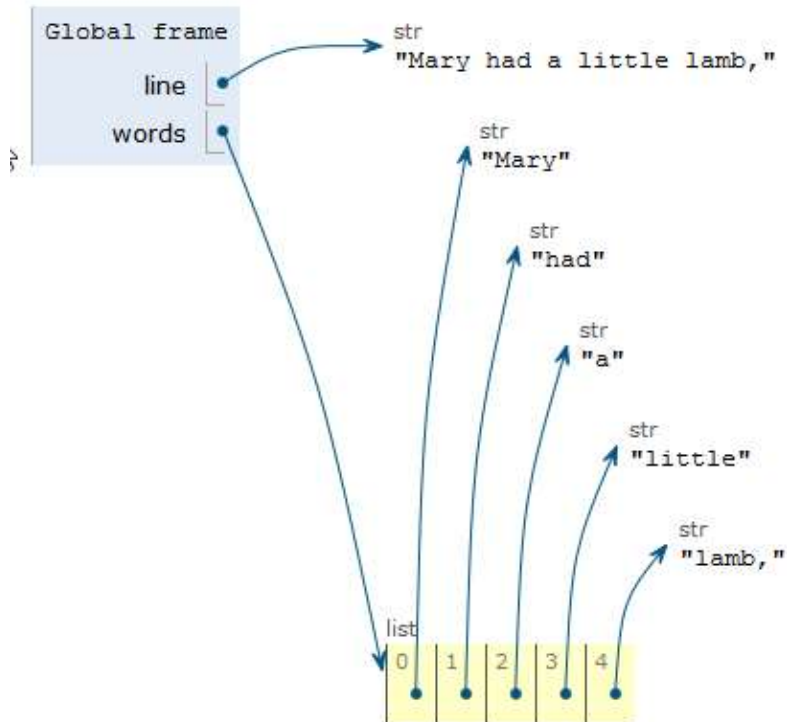 Global frame
line
words
str
"Mary had a little lamb,"
str
"Mary"
str
"had"
str
"a"
str
"little"
str
"lamb,"
list
0 1 2 3 4